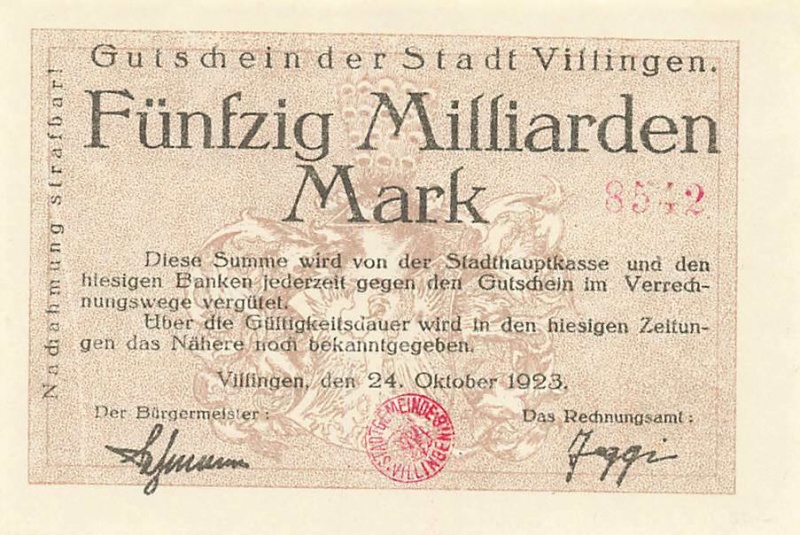 Gutschein der Stadt Villingen.
Fünfzig Milliarden
Mark
8542
Diese Summe wird von der Stadthauptkasse und den
hiesigen Banken jederzeit gegen den Gutschein im Verrech-
nungswege vergütet.
Über die Gültigkeitsdauer wird in den hiesigen Zeitun-
gen das Nähere noch bekanntgegeben.
Villingen, den 24. Oktober 1923.
Der Bürgermeister:
Das Rechnungsamt:
Jäggi
Nachahmung strafbar!